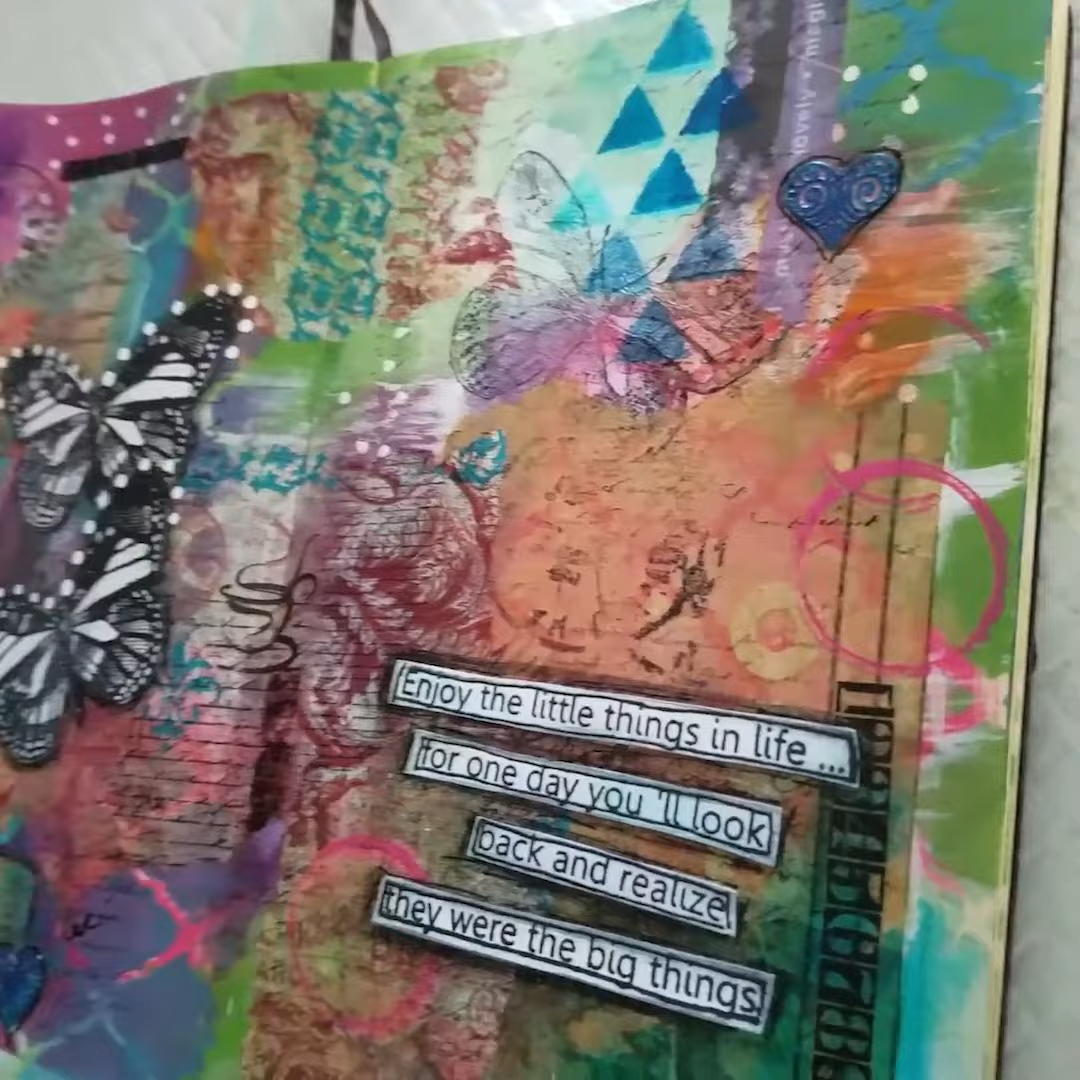 lovely
Enjoy the little things in life ...
for one day you 'll look
back and realize
they were the big things